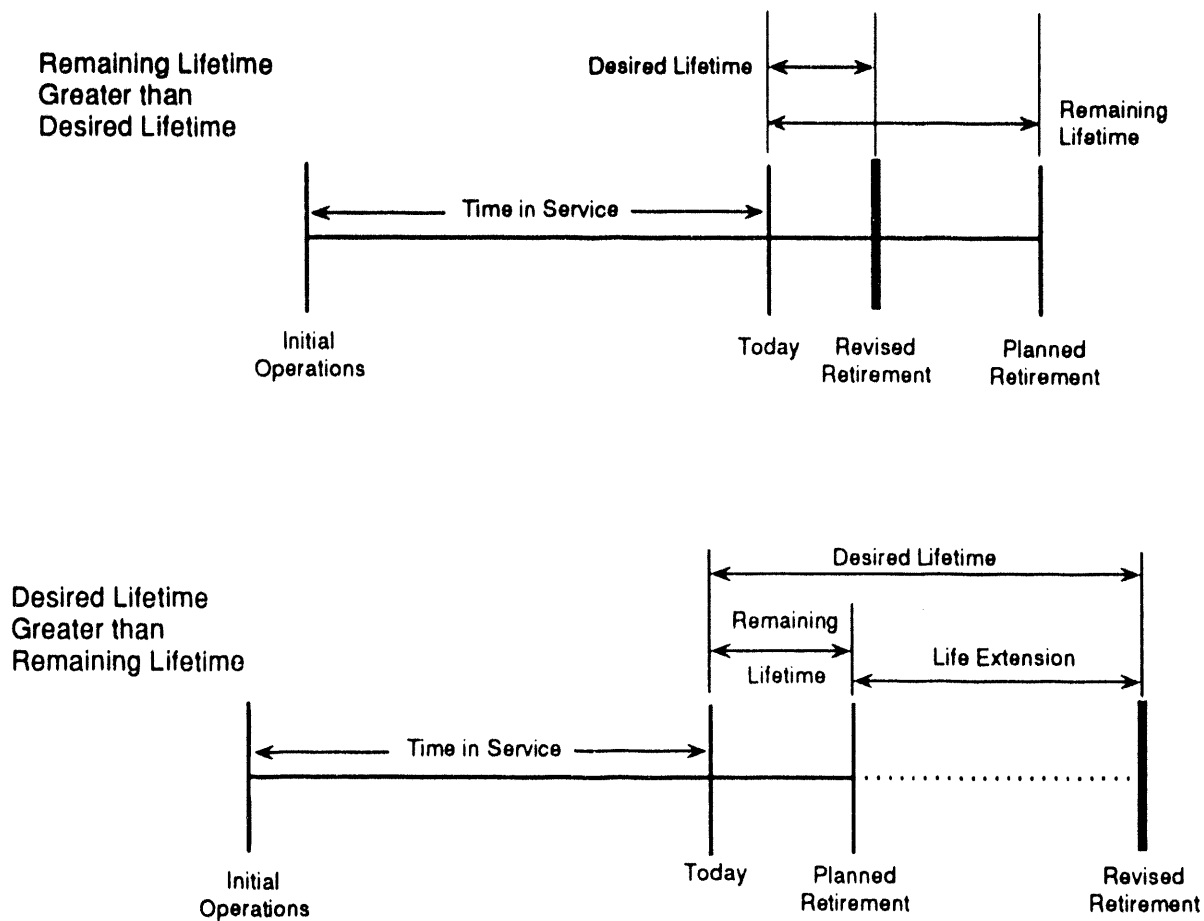 Remaining Lifetime
Greater than
Desired Lifetime
Desired Lifetime
Remaining
Lifetime
Time in Service
Initial
Operations
Today
Revised
Retirement
Planned
Retirement
Desired Lifetime
Greater than
Remaining Lifetime
Desired Lifetime
Remaining
Lifetime
Life Extension
Time in Service
Initial
Operations
Today
Planned
Retirement
Revised
Retirement